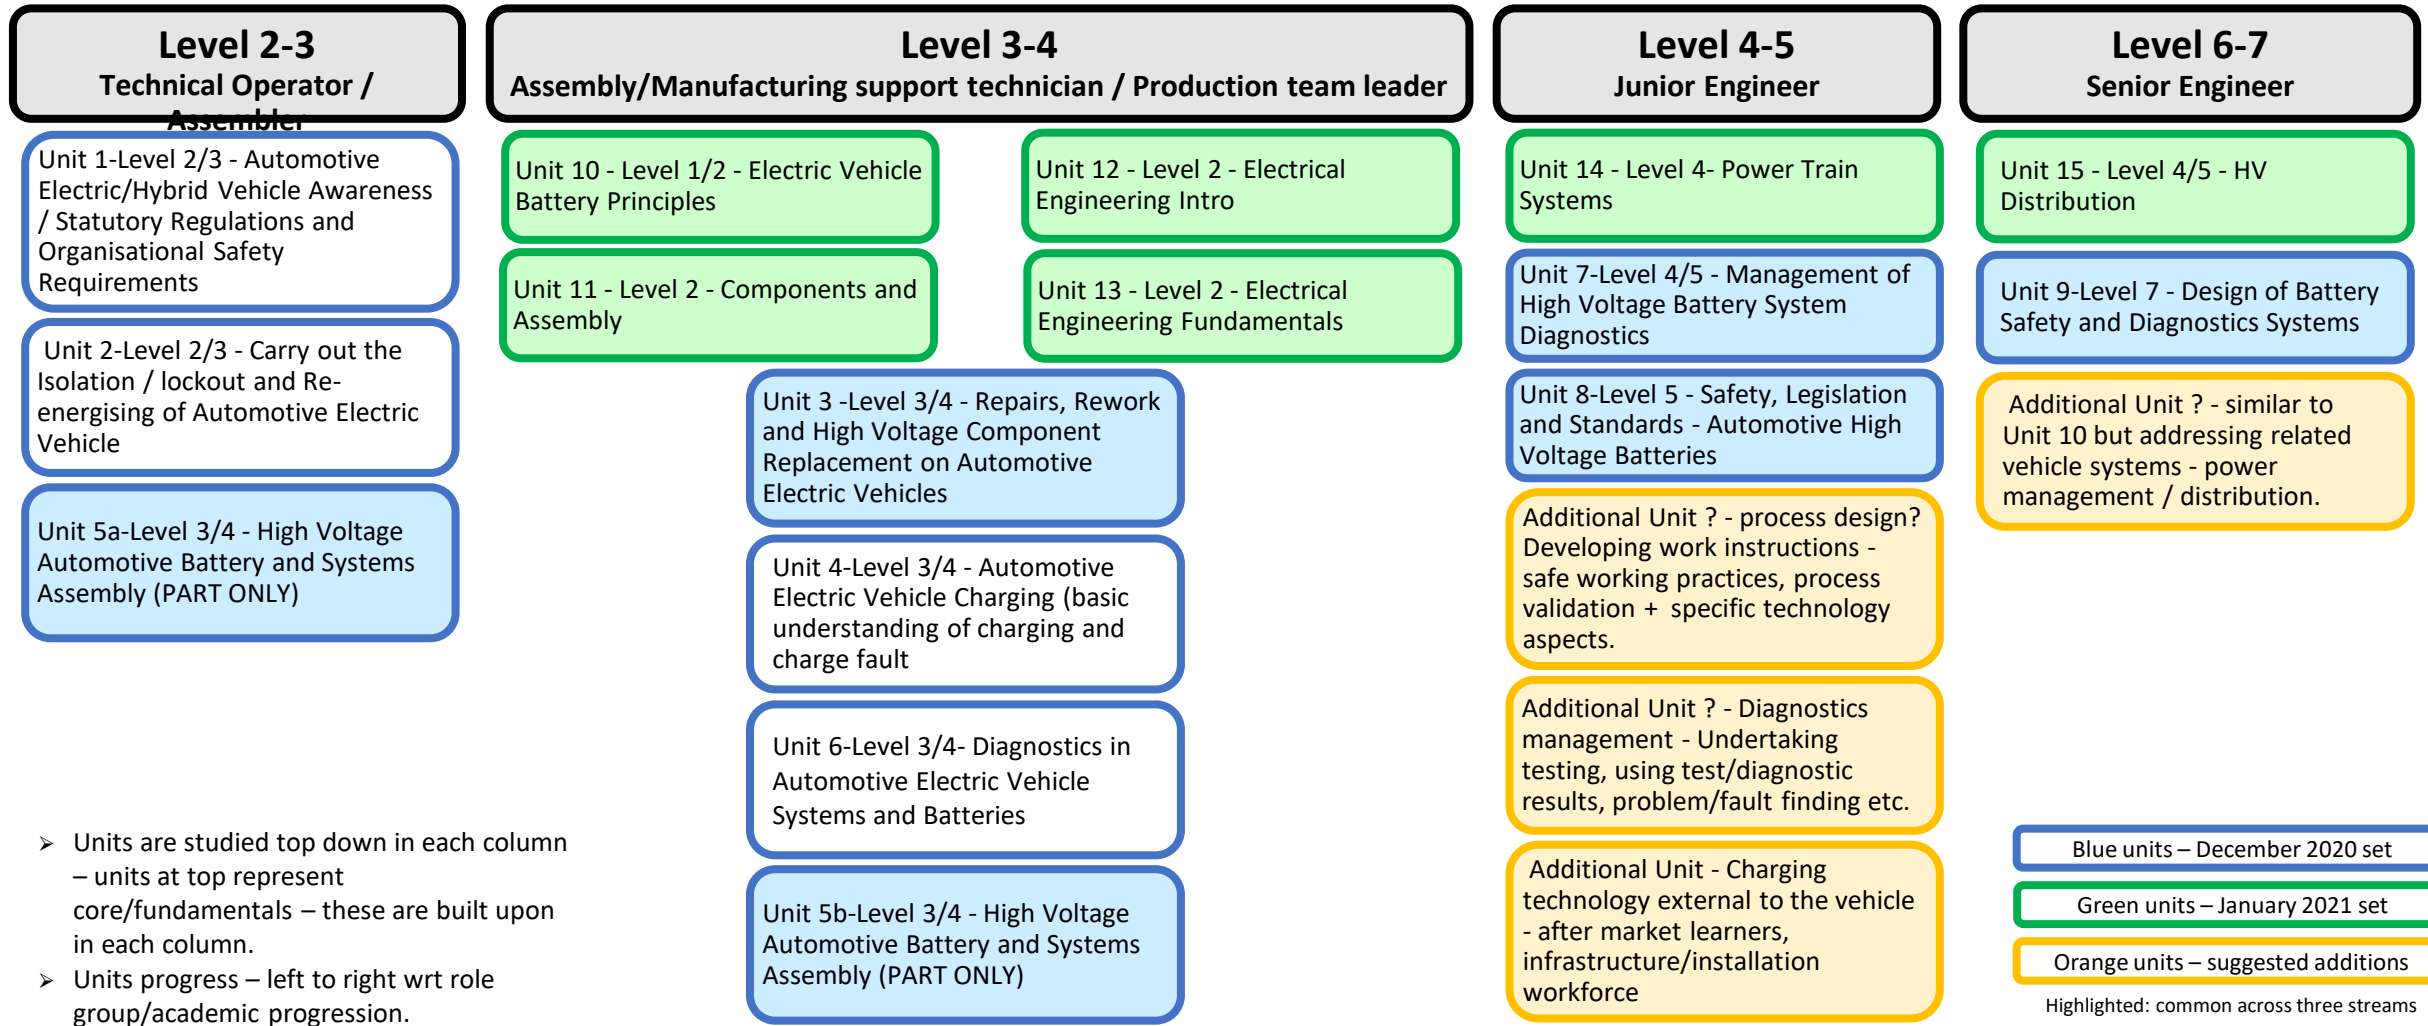 Level 2-3
Technical Operator /
Assembler
Unit 1-Level 2/3 - Automotive
Electric/Hybrid Vehicle Awareness
/ Statutory Regulations and
Organisational Safety
Requirements
Unit 2-Level 2/3 - Carry out the
Isolation / lockout and Re-
energising of Automotive Electric
Vehicle
Unit 5a-Level 3/4 - High Voltage
Automotive Battery and Systems
Assembly (PART ONLY)
Level 3-4
Assembly/Manufacturing support technician / Production team leader
Unit 10 - Level 1/2 - Electric Vehicle
Battery Principles
Unit 12 - Level 2 - Electrical
Engineering Intro
Unit 11 - Level 2 - Components and
Assembly
Unit 13 - Level 2 - Electrical
Engineering Fundamentals
Unit 3 -Level 3/4 - Repairs, Rework
and High Voltage Component
Replacement on Automotive
Electric Vehicles
Unit 4-Level 3/4 - Automotive
Electric Vehicle Charging (basic
understanding of charging and
charge fault
Unit 6-Level 3/4- Diagnostics in
Automotive Electric Vehicle
Systems and Batteries
Unit 5b-Level 3/4 - High Voltage
Automotive Battery and Systems
Assembly (PART ONLY)
Level 4-5
Junior Engineer
Unit 14 - Level 4- Power Train
Systems
Unit 7-Level 4/5 - Management of
High Voltage Battery System
Diagnostics
Unit 8-Level 5 - Safety, Legislation
and Standards - Automotive High
Voltage Batteries
Additional Unit ? - process design?
Developing work instructions -
safe working practices, process
validation + specific technology
aspects.
Additional Unit ? - Diagnostics
management - Undertaking
testing, using test/diagnostic
results, problem/fault finding etc.
Additional Unit - Charging
technology external to the vehicle
- after market learners,
infrastructure/installation
workforce
Level 6-7
Senior Engineer
Unit 15 - Level 4/5 - HV
Distribution
Unit 9-Level 7 - Design of Battery
Safety and Diagnostics Systems
Additional Unit ? - similar to
Unit 10 but addressing related
vehicle systems - power
management / distribution.
➢ Units are studied top down in each column
– units at top represent
core/fundamentals – these are built upon
in each column.
➢ Units progress – left to right wrt role
group/academic progression.
Blue units – December 2020 set
Green units – January 2021 set
Orange units – suggested additions
Highlighted: common across three streams